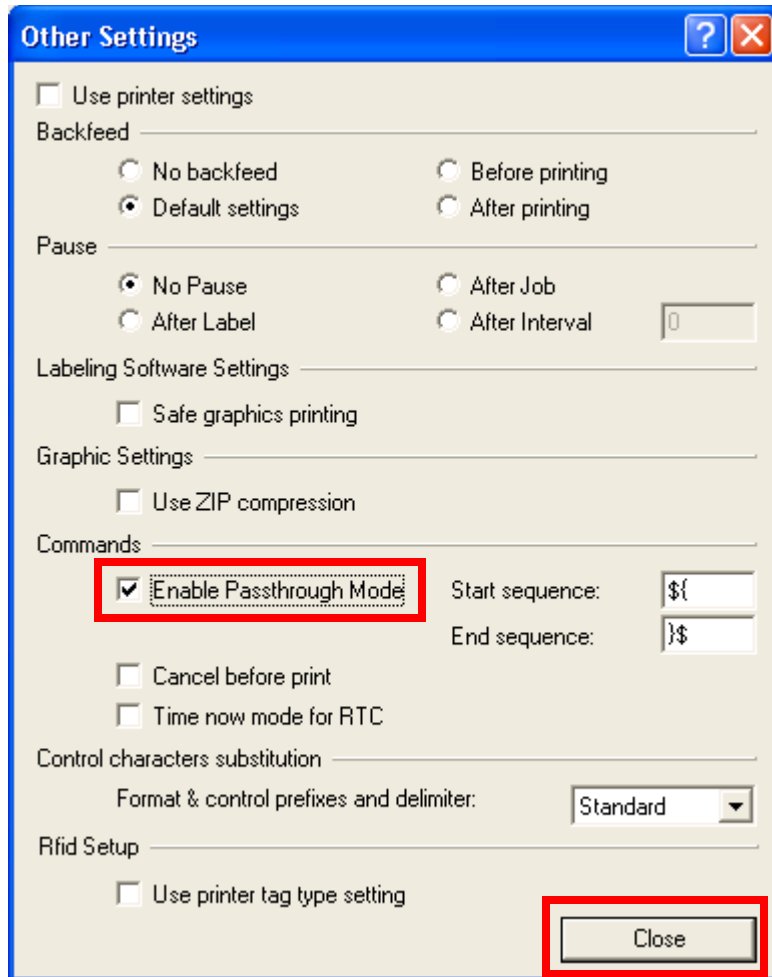 Other Settings
Use printer settings
Backfeed
No backfeed Before printing
Default settings After printing
Pause
No Pause After Job
After Label After Interval 0
Labeling Software Settings
Safe graphics printing
Graphic Settings
Use ZIP compression
Commands
Enable Passthrough Mode Start sequence: ${
End sequence: }$
Cancel before print
Time now mode for RTC
Control characters substitution
Format & control prefixes and delimiter: Standard
Rfid Setup
Use printer tag type setting
Close